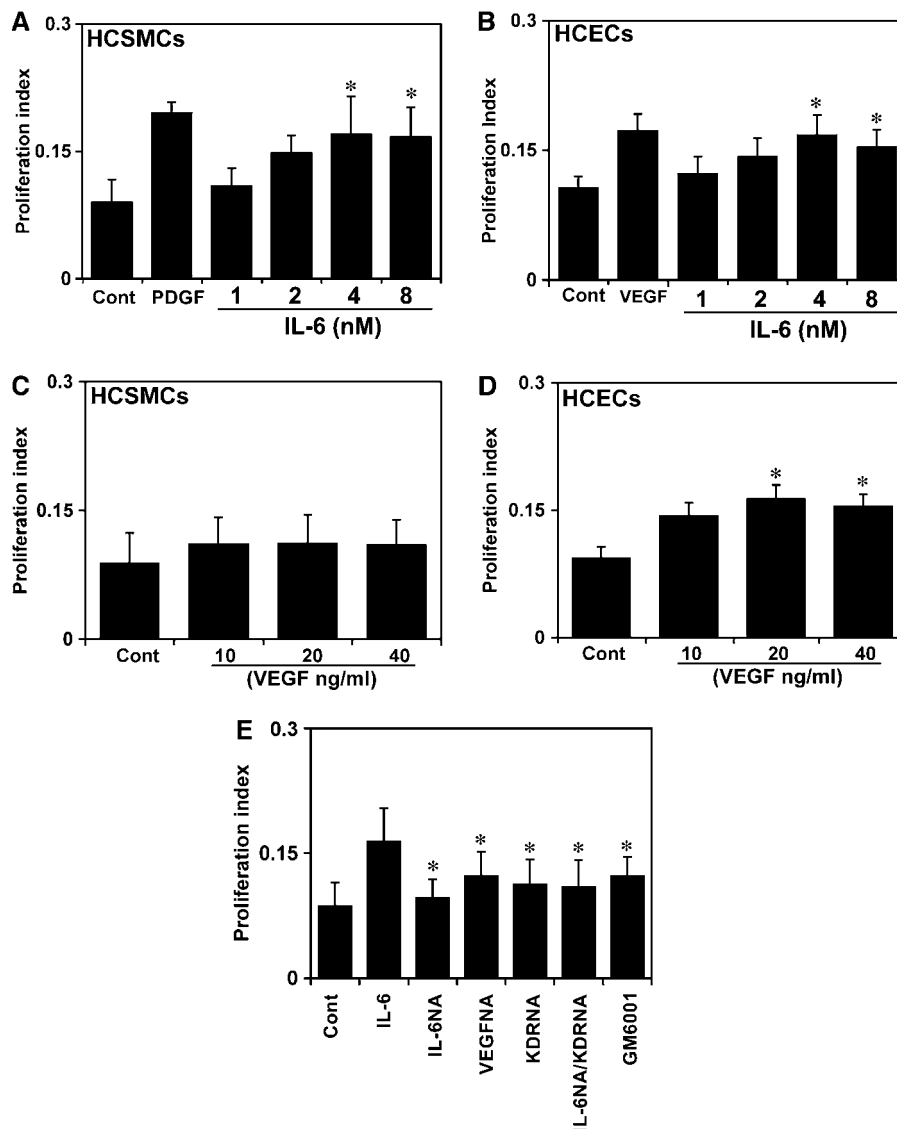 A
HCSMCs
0.3
0.15
0
Proliferation index
Cont PDGF 1 2 4 8
* *
IL-6 (nM)
B
HCECs
0.3
0.15
0
Proliferation Index
Cont VEGF 1 2 4 8
* *
IL-6 (nM)
C
HCSMCs
0.3
0.15
0
Proliferation index
Cont 10 20 40
(VEGF ng/ml)
D
HCECs
0.3
0.15
0
Proliferation index
Cont 10 20 40
* *
(VEGF ng/ml)
E
0.3
0.15
0
Proliferation index
* * * * *
Cont
IL-6
IL-6NA
VEGFNA
KDRNA
IL-6NA/KDRNA
GM6001